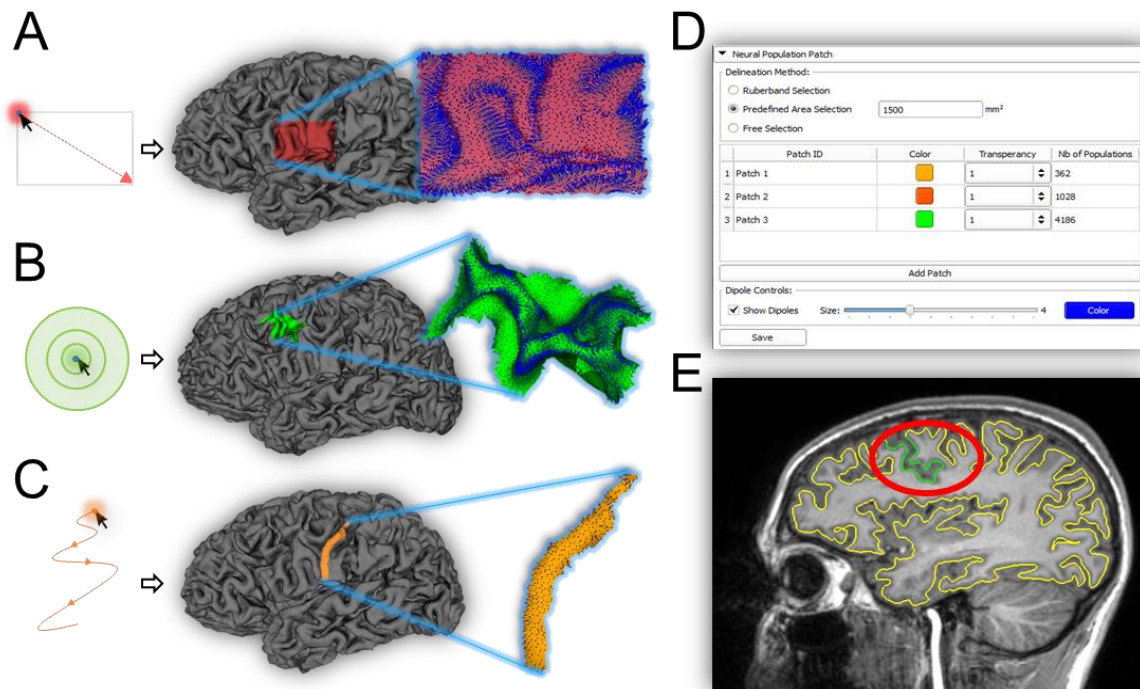 A
B
C
D
Neural Population Patch
Delineation Method:
Ruberband Selection
Predefined Area Selection 1500 mm²
Free Selection
Patch ID Color Transperancy Nb of Populations
1 Patch 1 1 362
2 Patch 2 1 1028
3 Patch 3 1 4186
Add Patch
Dipole Controls:
Show Dipoles Size: 4 Color
Save
E